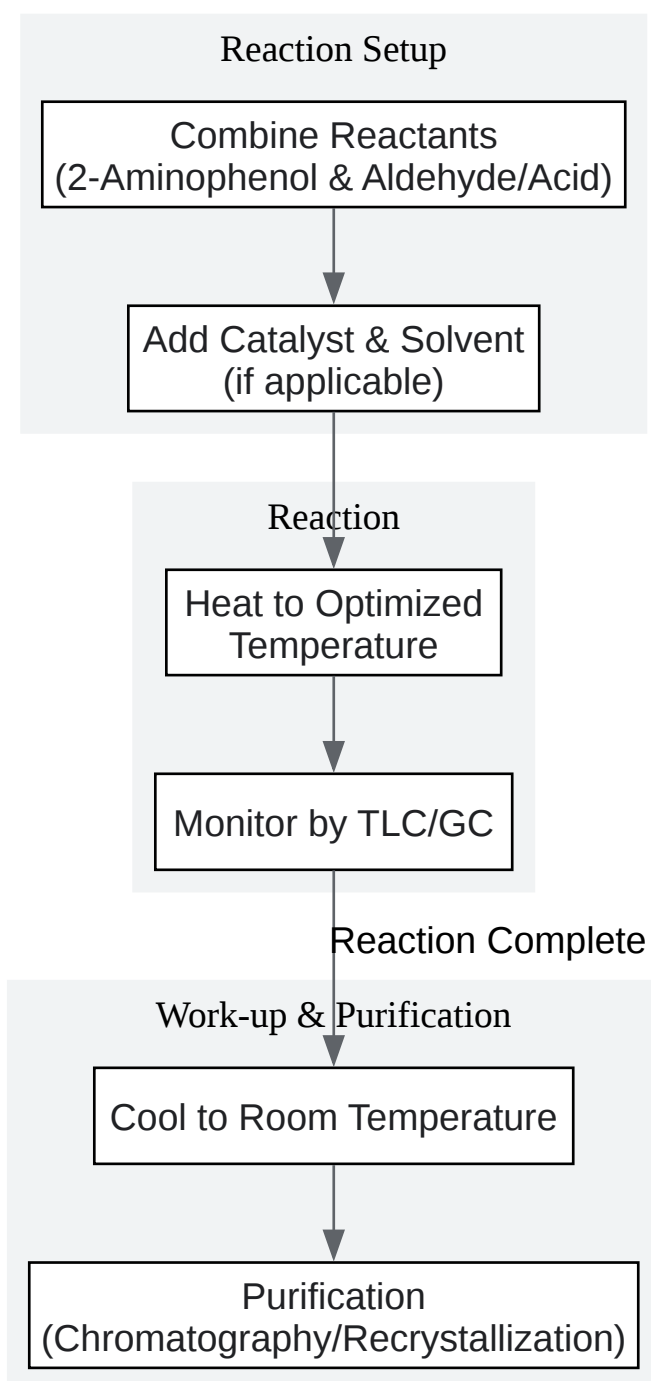 Reaction Setup
Combine Reactants
(2-Aminophenol & Aldehyde/Acid)
Add Catalyst & Solvent
(if applicable)
Reaction
Heat to Optimized
Temperature
Monitor by TLC/GC
Reaction Complete
Work-up & Purification
Cool to Room Temperature
Purification
(Chromatography/Recrystallization)